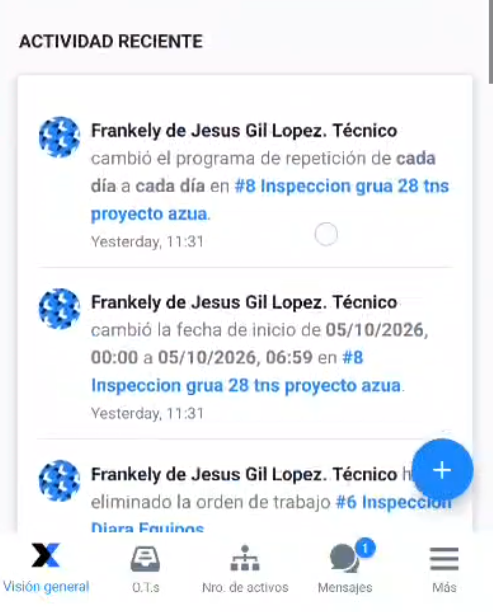 ACTIVIDAD RECIENTE
Frankely de Jesus Gil Lopez. Técnico
cambió el programa de repetición de cada
día a cada día en #8 Inspeccion grua 28 tns
proyecto azua.
Yesterday, 11:31
Frankely de Jesus Gil Lopez. Técnico
cambió la fecha de inicio de 05/10/2026,
00:00 a 05/10/2026, 06:59 en #8
Inspeccion grua 28 tns proyecto azua.
Yesterday, 11:31
Frankely de Jesus Gil Lopez. Técnico
eliminado la orden de trabajo #6 Inspeccion
Diara Equipos
1
Visión general
O.T.s
Nro. de activos
Mensajes
Más